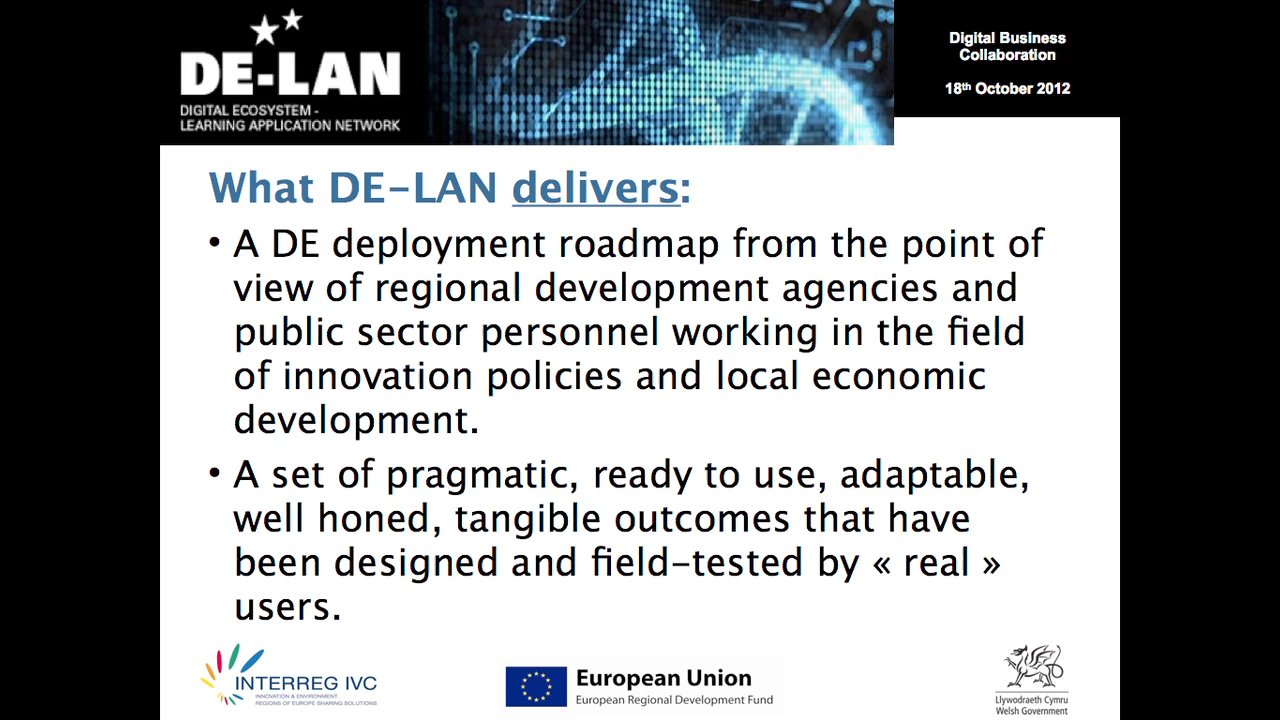 DE-LAN
DIGITAL ECOSYSTEM -
LEARNING APPLICATION NETWORK
Digital Business
Collaboration
18th October 2012
What DE-LAN delivers:
• A DE deployment roadmap from the point of
view of regional development agencies and
public sector personnel working in the field
of innovation policies and local economic
development.
• A set of pragmatic, ready to use, adaptable,
well honed, tangible outcomes that have
been designed and field-tested by « real »
users.
INTERREG IVC
INNOVATION & ENVIRONMENT
REGIONS OF EUROPE SHARING SOLUTIONS
European Union
European Regional Development Fund
Llywodraeth Cymru
Welsh Government